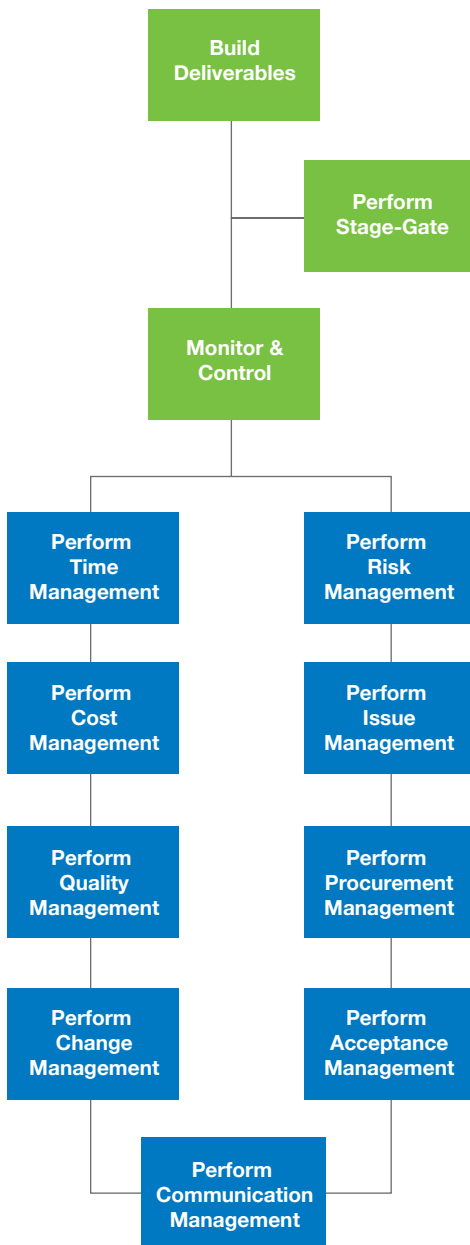 Build
Deliverables
Perform
Stage-Gate
Monitor &
Control
Perform
Time
Management
Perform
Risk
Management
Perform
Cost
Management
Perform
Issue
Management
Perform
Quality
Management
Perform
Procurement
Management
Perform
Change
Management
Perform
Acceptance
Management
Perform
Communication
Management